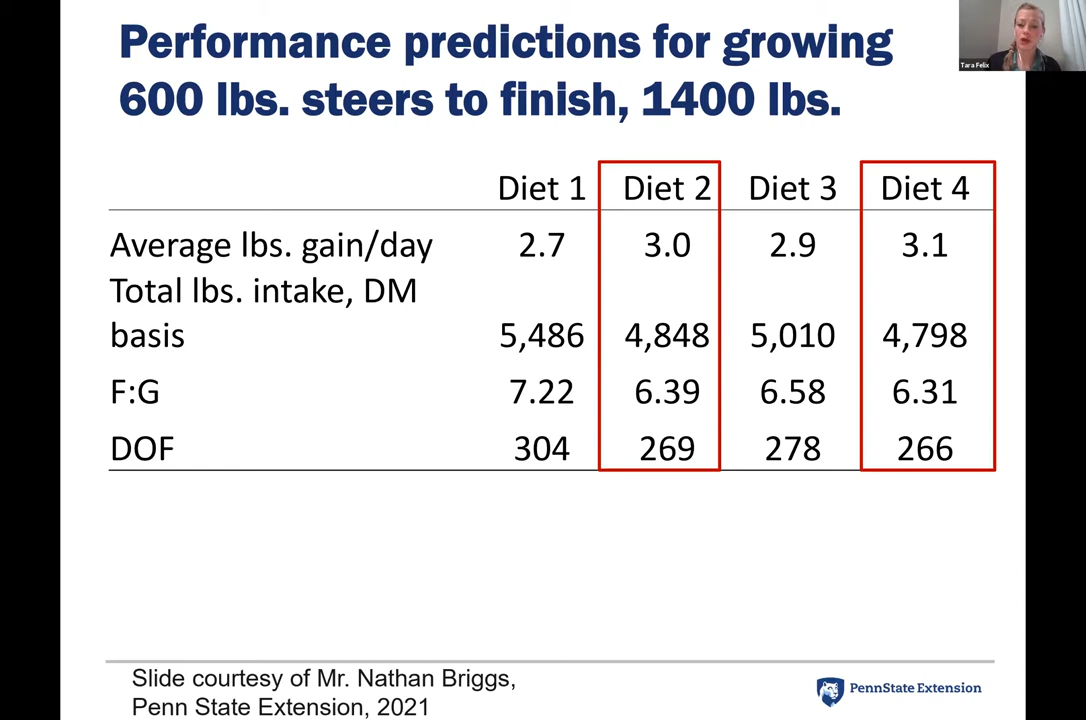 Performance predictions for growing
600 lbs. steers to finish, 1400 lbs.
Tara Felix
Diet 1 Diet 2 Diet 3 Diet 4
Average lbs. gain/day 2.7 3.0 2.9 3.1
Total lbs. intake, DM
basis 5,486 4,848 5,010 4,798
F:G 7.22 6.39 6.58 6.31
DOF 304 269 278 266
Slide courtesy of Mr. Nathan Briggs,
Penn State Extension, 2021
PennState Extension